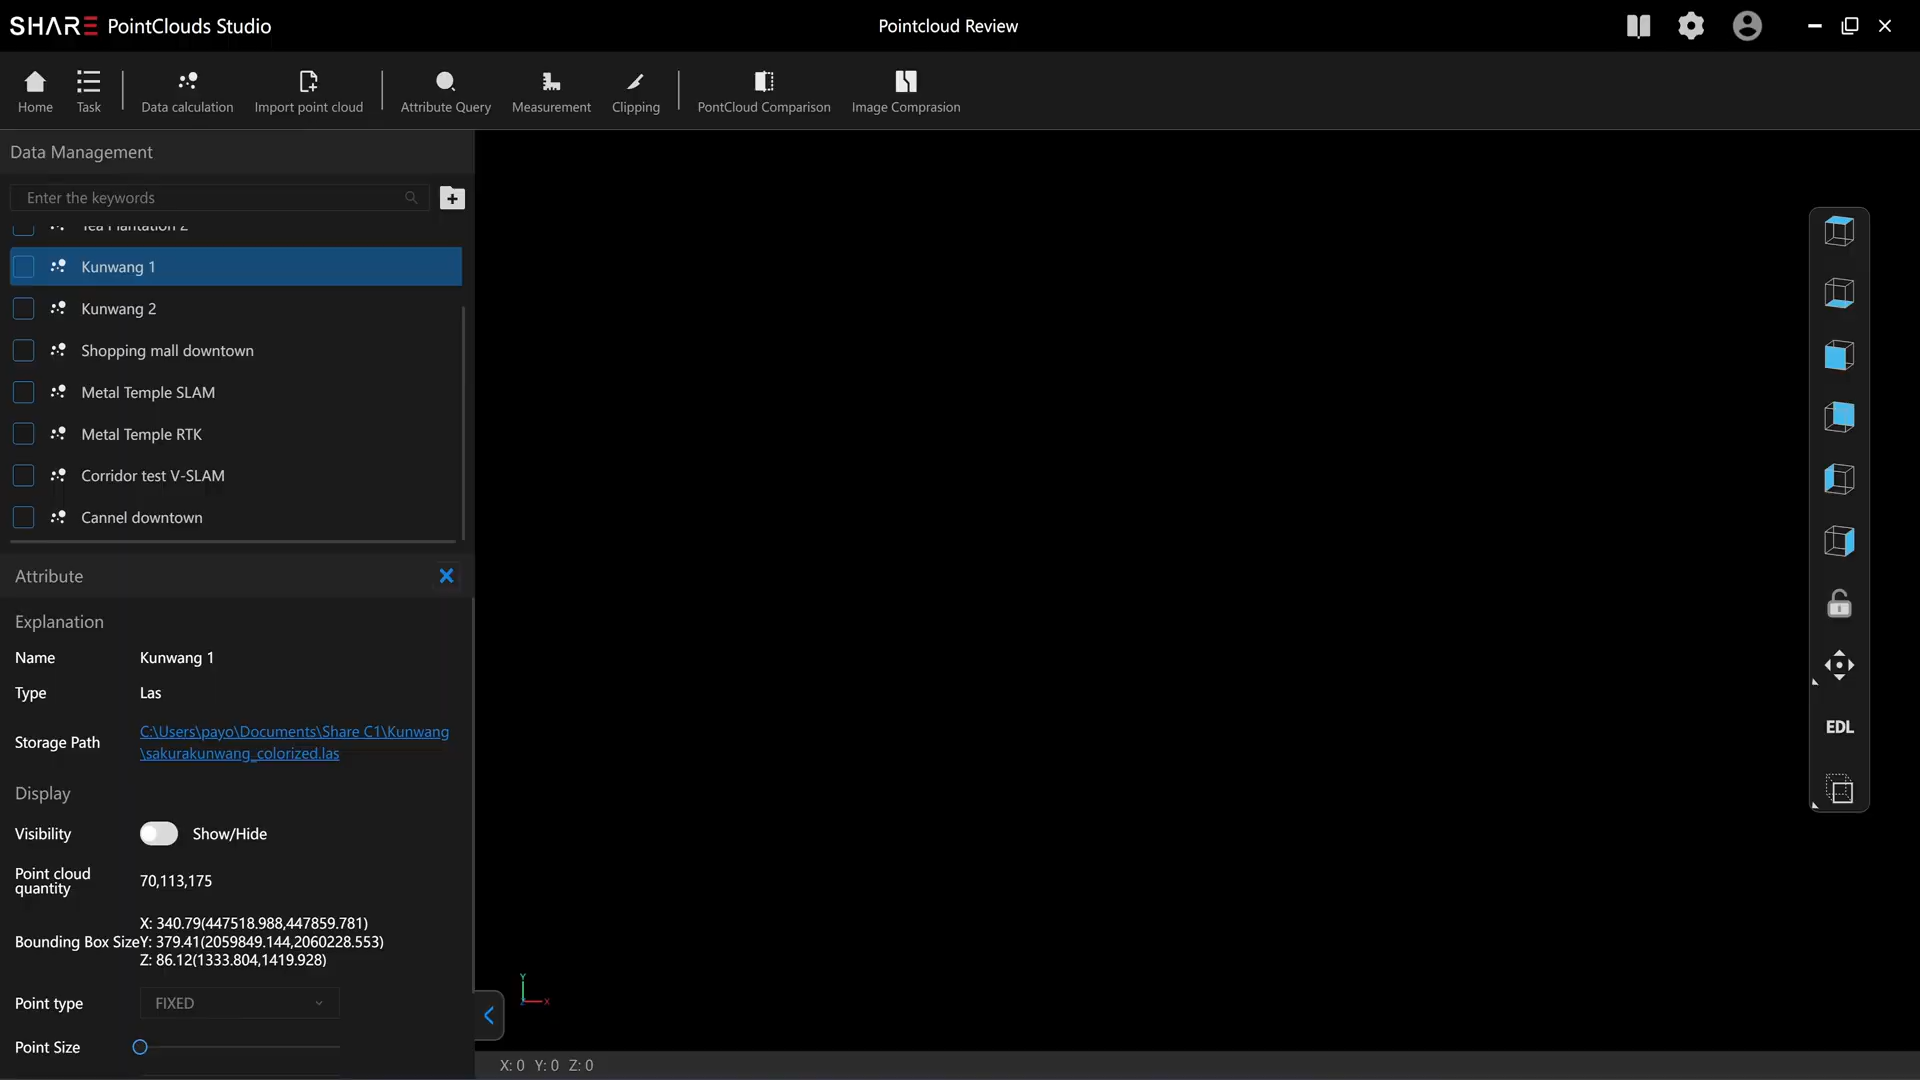 SHARE PointClouds Studio
Pointcloud Review
Home
Task
Data calculation
Import point cloud
Attribute Query
Measurement
Clipping
PontCloud Comparison
Image Comprasion
Data Management
Enter the keywords
Tea Plantation 2
Kunwang 1
Kunwang 2
Shopping mall downtown
Metal Temple SLAM
Metal Temple RTK
Corridor test V-SLAM
Cannel downtown
Attribute
Explanation
Name Kunwang 1
Type Las
Storage Path C:\Users\payo\Documents\Share C1\Kunwang
\sakurakunwang_colorized.las
Display
Visibility Show/Hide
Point cloud
quantity
70,113,175
X: 340.79(447518.988,447859.781)
Bounding Box Size Y: 379.41(2059849.144,2060228.553)
Z: 86.12(1333.804,1419.928)
Point type FIXED
Point Size
EDL
Y
X
X: 0 Y: 0 Z: 0